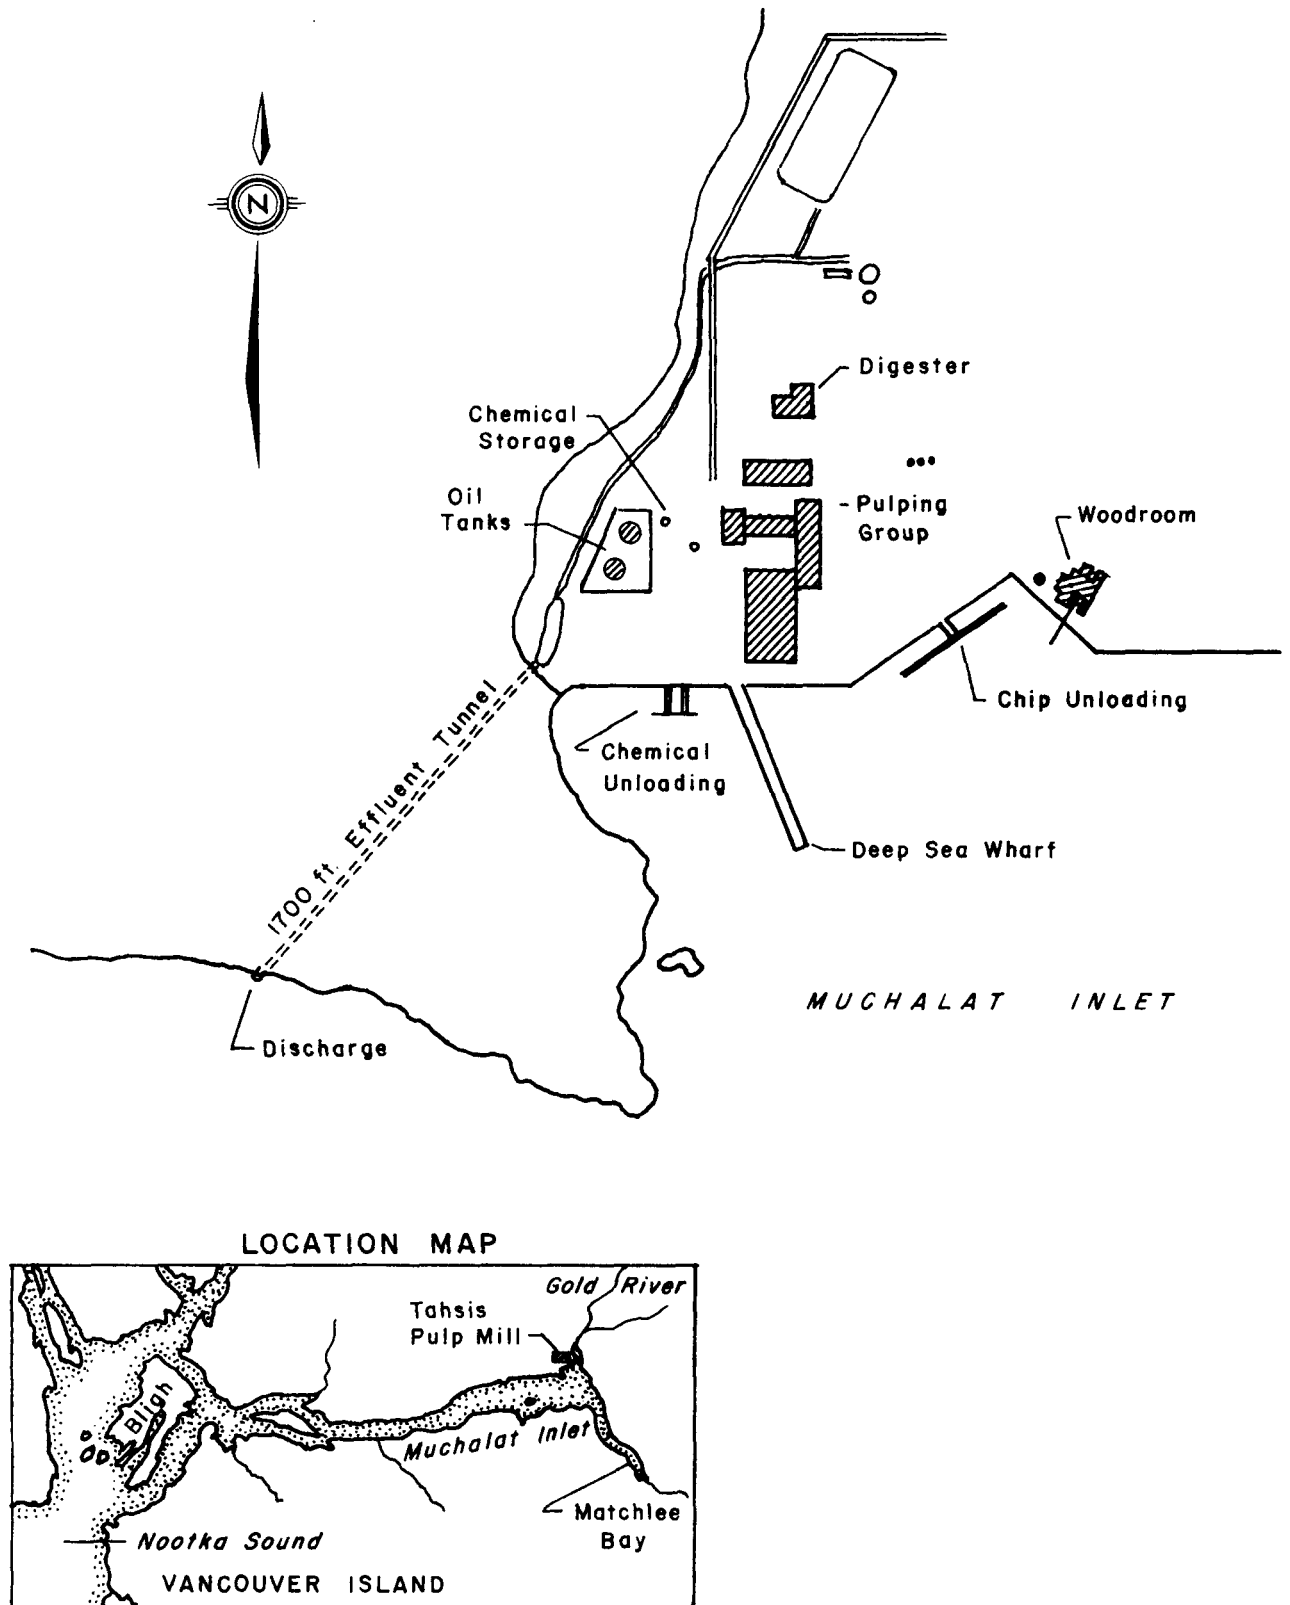 N
Digester
Chemical
Storage
Oil
Tanks
Pulping
Group
Woodroom
Chip Unloading
1700 ft. Effluent Tunnel
Chemical
Unloading
Deep Sea Wharf
MUCHALAT INLET
Discharge
LOCATION MAP
Gold River
Tahsis
Pulp Mill
Bligh
Muchalat Inlet
Matchlee
Bay
Nootka Sound
VANCOUVER ISLAND